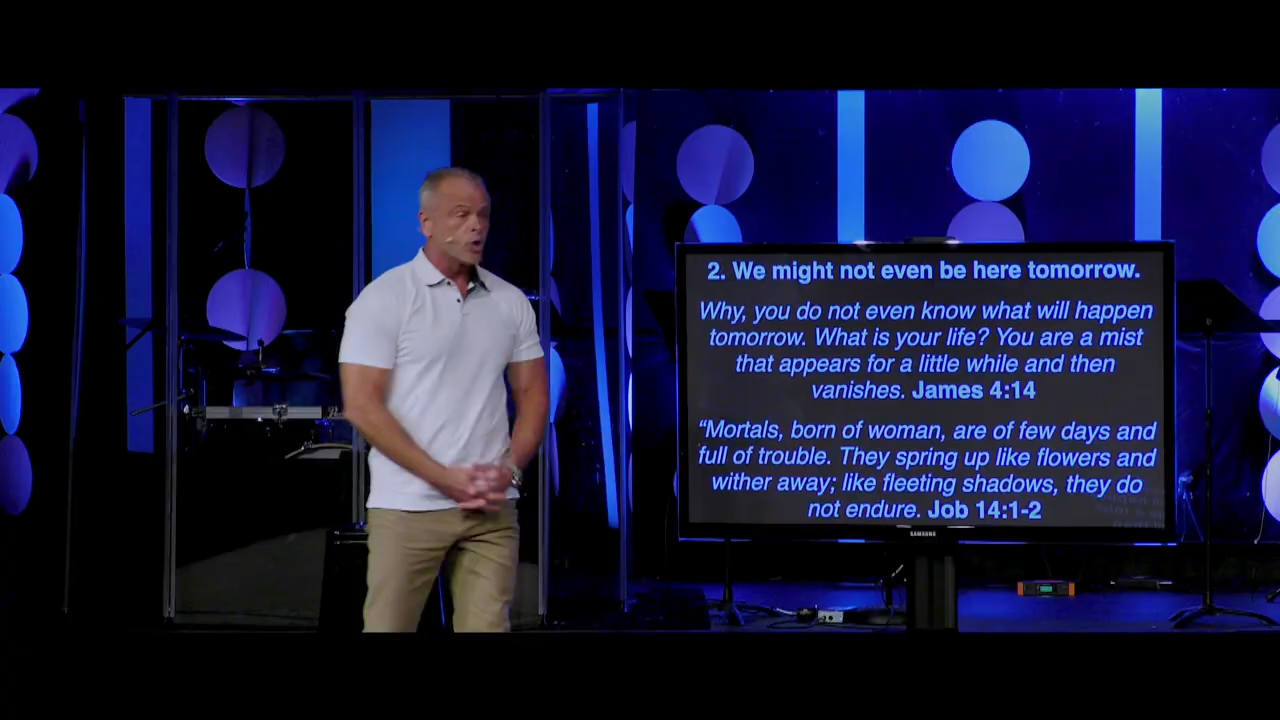 2. We might not even be here tomorrow.
Why, you do not even know what will happen
tomorrow. What is your life? You are a mist
that appears for a little while and then
vanishes. James 4:14
“Mortals, born of woman, are of few days and
full of trouble. They spring up like flowers and
wither away; like fleeting shadows, they do
not endure. Job 14:1-2
SAMSUNG